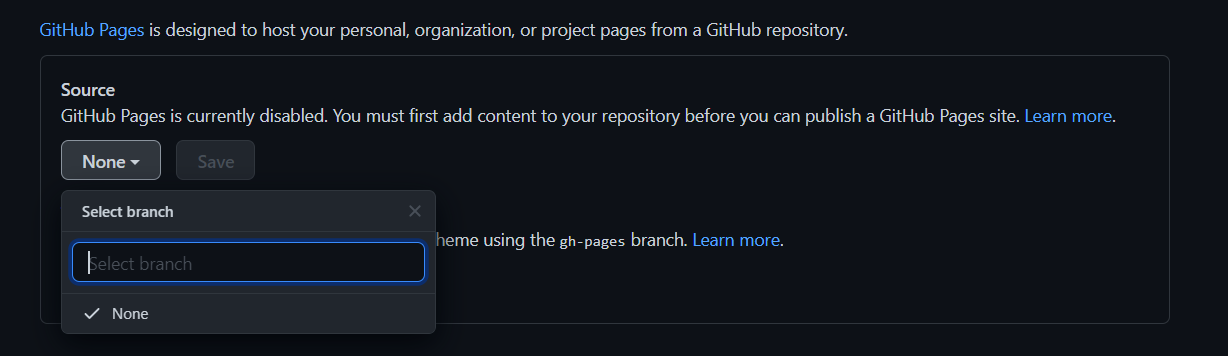 GitHub Pages is designed to host your personal, organization, or project pages from a GitHub repository.
Source
GitHub Pages is currently disabled. You must first add content to your repository before you can publish a GitHub Pages site. Learn more.
None
Save
Select branch
heme using the gh-pages branch. Learn more.
Select branch
None